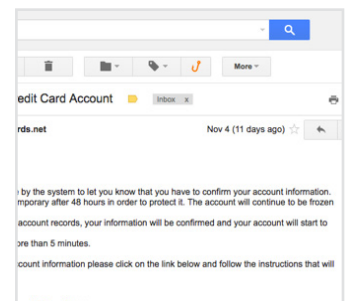 More
edit Card Account
Inbox x
rds.net
Nov 4 (11 days ago)
by the system to let you know that you have to confirm your account information.
mporary after 48 hours in order to protect it. The account will continue to be frozen
account records, your information will be confirmed and your account will start to
ore than 5 minutes.
count information please click on the link below and follow the instructions that will